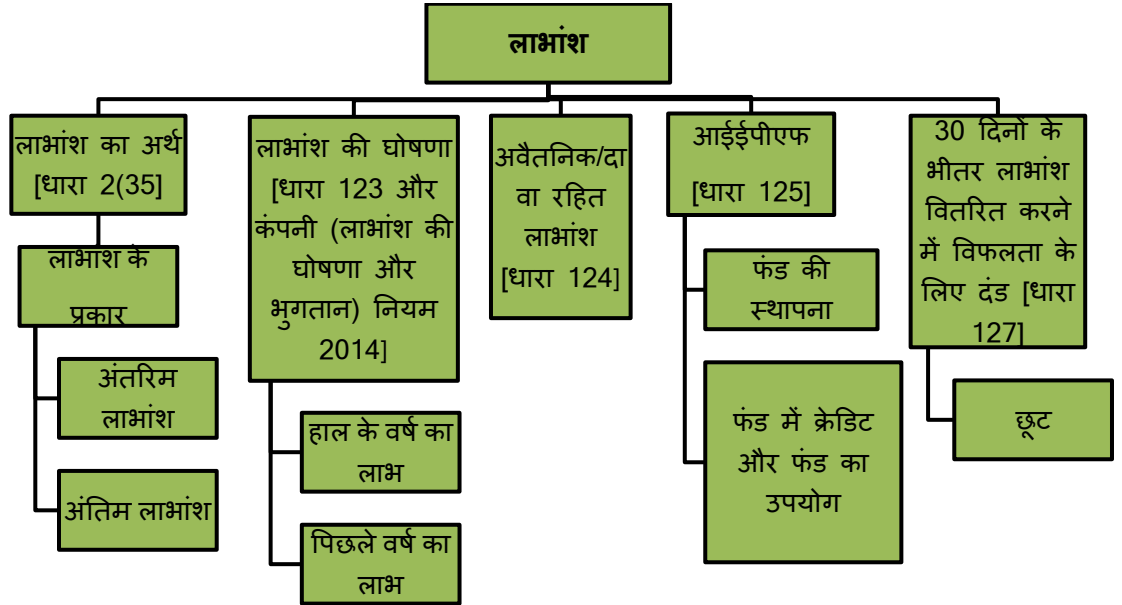 लाभांश
लाभांश का अर्थ
[धारा 2(35]
लाभांश के
प्रकार
अंतरिम
लाभांश
अंतिम लाभांश
लाभांश की घोषणा
[धारा 123 और
कंपनी (लाभांश की
घोषणा और
भुगतान) नियम
2014]
हाल के वर्ष का
लाभ
पिछले वर्ष का
लाभ
अवैतनिक/दा
वा रहित
लाभांश
[धारा 124]
आईईपीएफ
[धारा 125]
फंड की
स्थापना
फंड में क्रेडिट
और फंड का
उपयोग
30 दिनों के
भीतर लाभांश
वितरित करने
में विफलता के
लिए दंड [धारा
127]
छूट